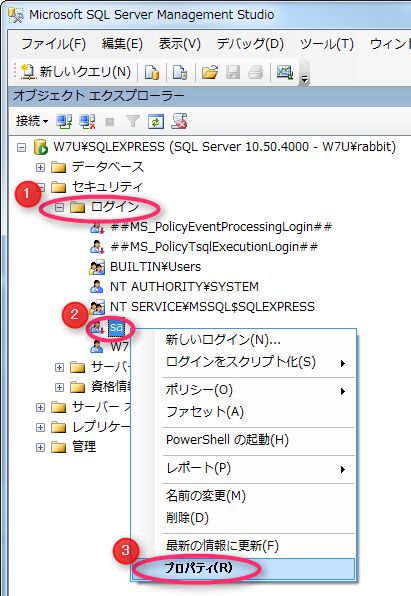 Microsoft SQL Server Management Studio
ファイル(F) 編集(E) 表示(V) デバッグ(D) ツール(T) ウィント
新しいクエリ(N)
オブジェクト エクスプローラー
接続
W7U¥SQLEXPRESS (SQL Server 10.50.4000 - W7U¥rabbit)
データベース
1
セキュリティ
ログイン
##MS_PolicyEventProcessingLogin##
##MS_PolicyTsqlExecutionLogin##
BUILTIN¥Users
NT AUTHORITY¥SYSTEM
NT SERVICE¥MSSQL$SQLEXPRESS
2
sa
W7
サーバー
資格情報
サーバー オ
レプリケー
管理
新しいログイン(N)...
ログインをスクリプト化(S)
ポリシー(O)
ファセット(A)
PowerShell の起動(H)
レポート(P)
名前の変更(M)
削除(D)
最新の情報に更新(F)
3
プロパティ(R)